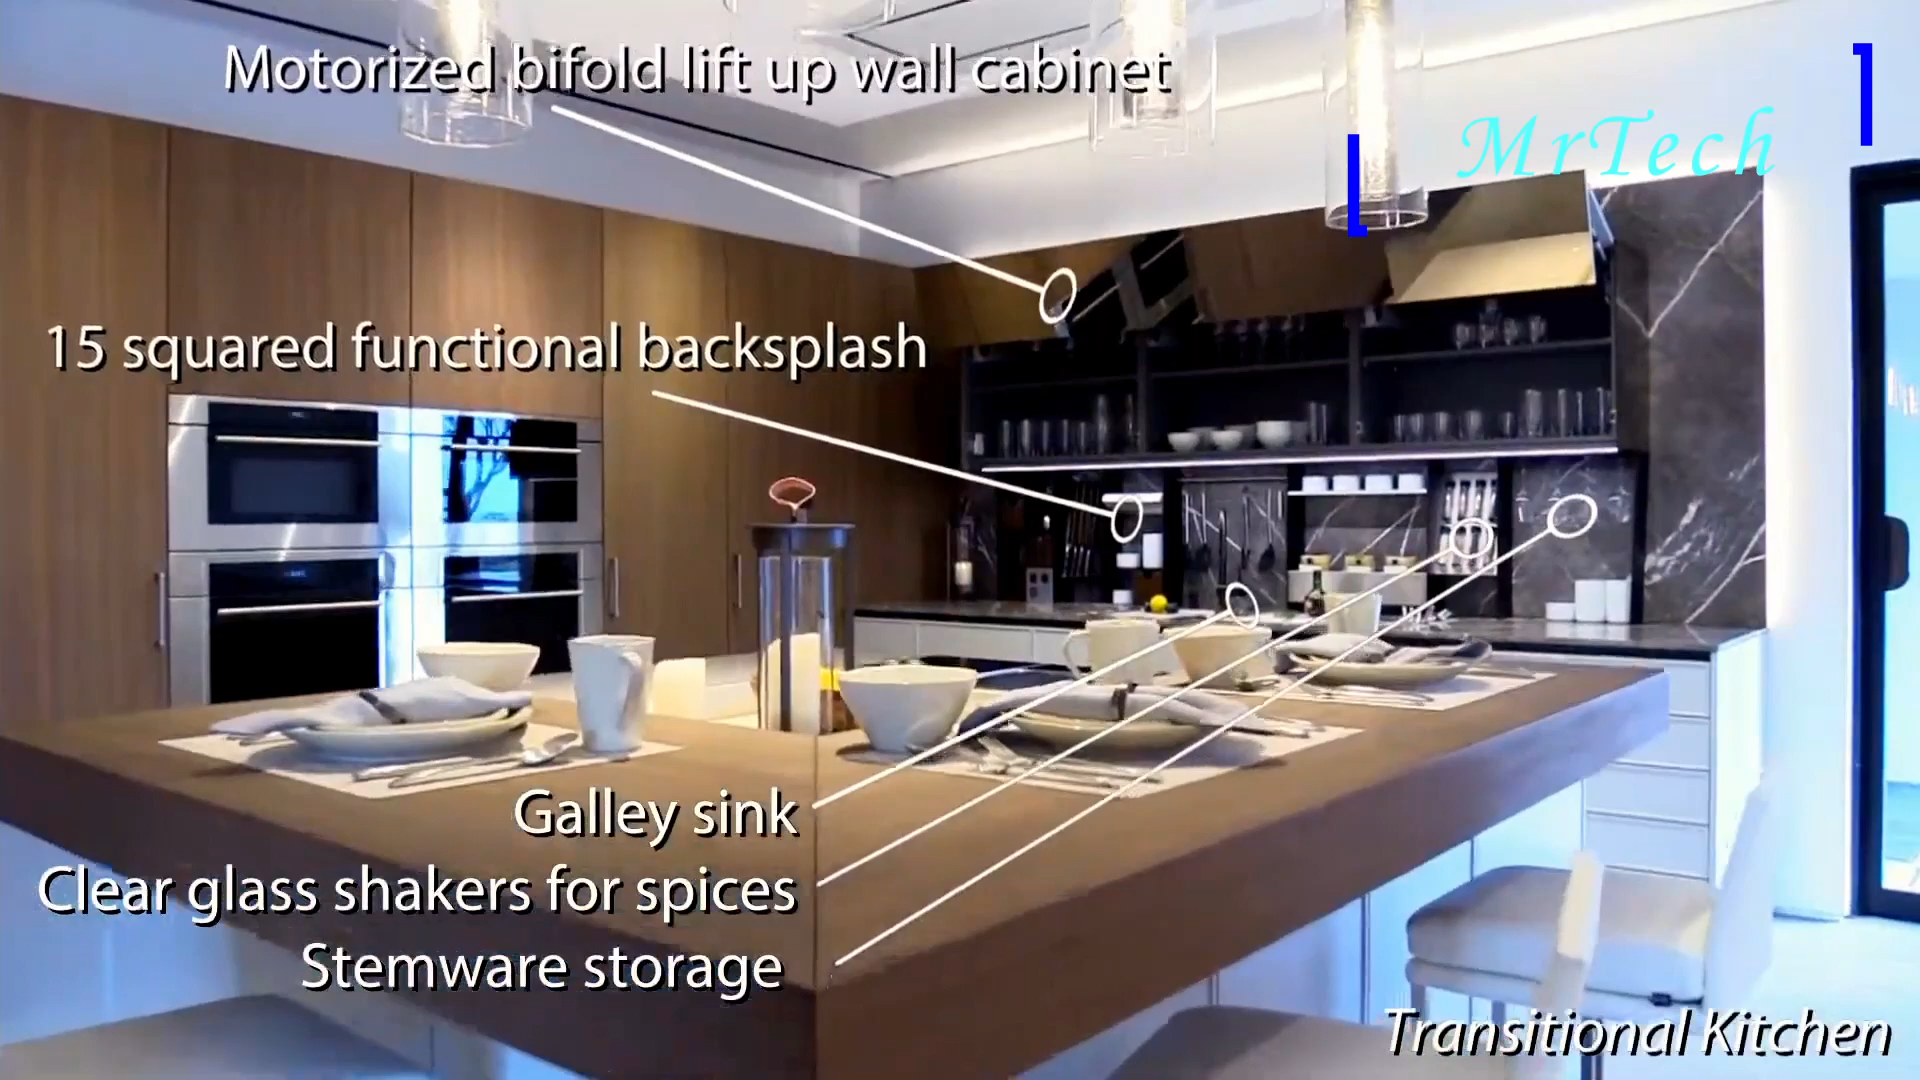 Motorized bifold lift up wall cabinet
MrTech
15 squared functional backsplash
Galley sink
Clear glass shakers for spices
Stemware storage
Transitional Kitchen